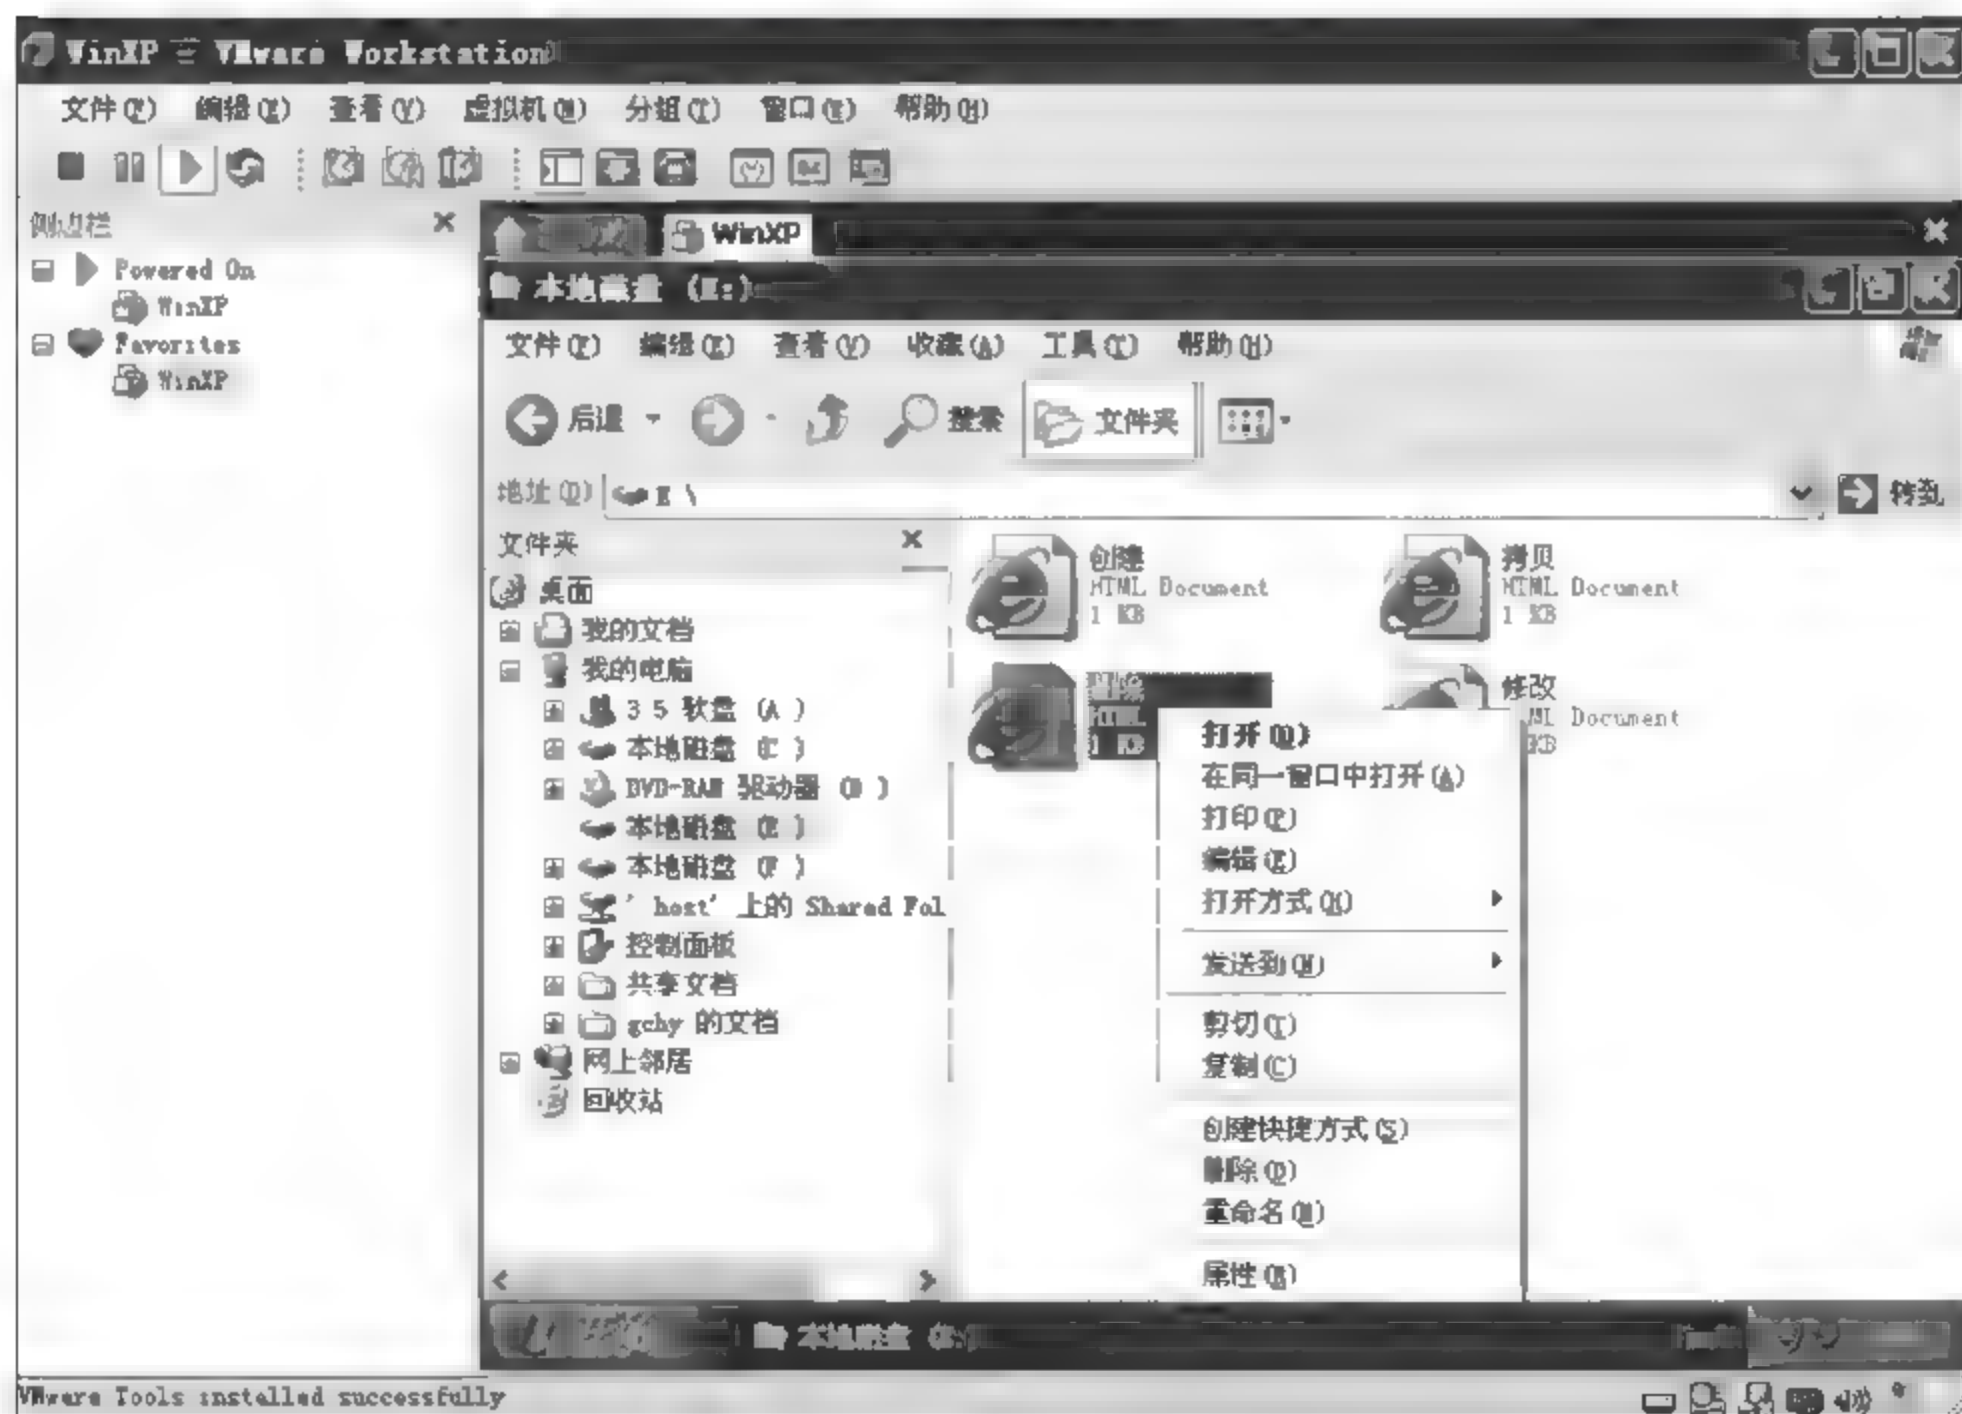 WinXP - VMware Workstation
文件(F) 编辑(E) 查看(V) 虚拟机(M) 分组(T) 窗口(W) 帮助(H)
侧边栏
Powered On
WinXP
Favorites
WinXP
WinXP
本地磁盘 (E:)
文件(F) 编辑(E) 查看(V) 收藏(A) 工具(T) 帮助(H)
后退 搜索 文件夹
地址(D) E \ 转到
文件夹
桌面
我的文档
我的电脑
3 5 软盘 (A )
本地磁盘 (C )
DVD-RAM 驱动器 (D )
本地磁盘 (E )
本地磁盘 (F )
' host' 上的 Shared Fol
控制面板
共享文档
gchy 的文档
网上邻居
回收站
创建
HTML Document
1 KB
拷贝
HTML Document
1 KB
删除
HTML
1 KB
修改
ML Document
KB
打开(O)
在同一窗口中打开(A)
打印(P)
编辑(E)
打开方式(H)
发送到(N)
剪切(T)
复制(C)
创建快捷方式(S)
删除(D)
重命名(M)
属性(R)
本地磁盘
VMware Tools installed successfully